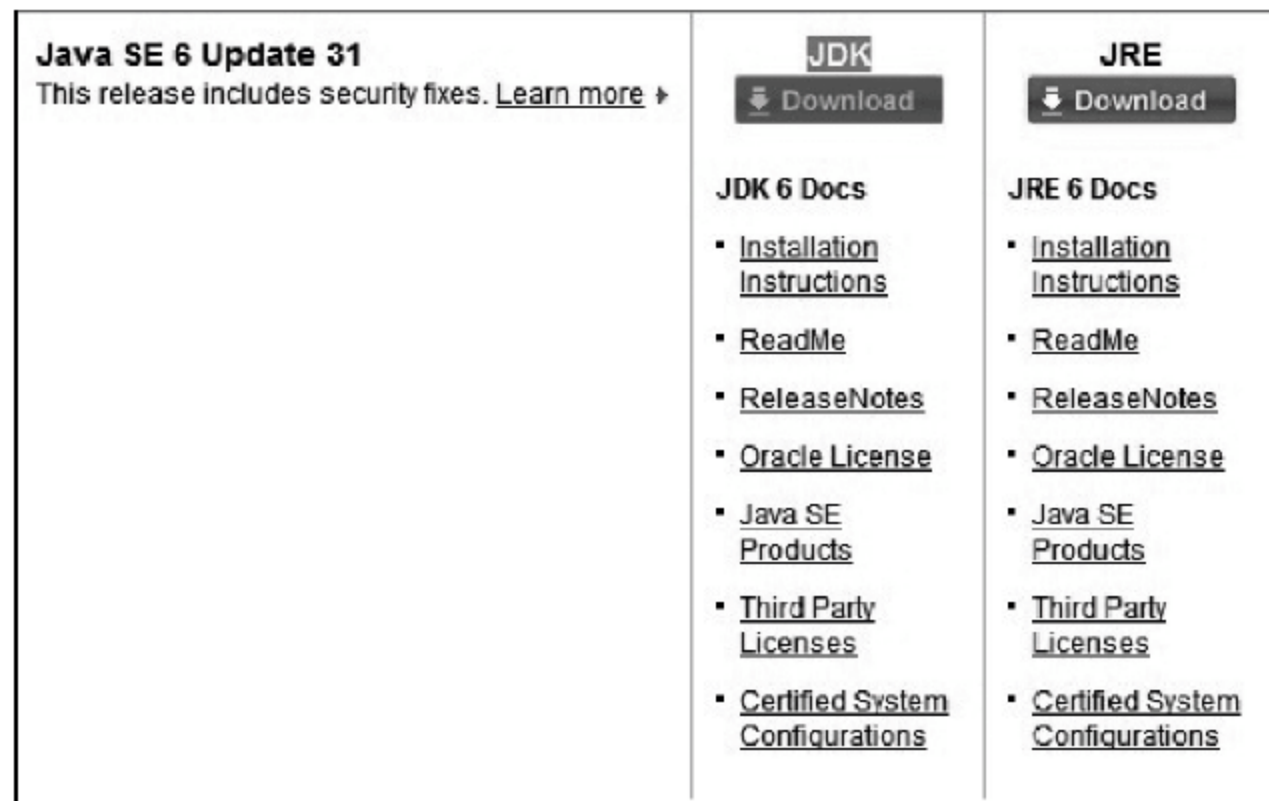 Java SE 6 Update 31
This release includes security fixes. Learn more
JDK
Download
JDK 6 Docs
Installation
Instructions
ReadMe
ReleaseNotes
Oracle License
Java SE
Products
Third Party
Licenses
Certified System
Configurations
JRE
Download
JRE 6 Docs
Installation
Instructions
ReadMe
ReleaseNotes
Oracle License
Java SE
Products
Third Party
Licenses
Certified System
Configurations